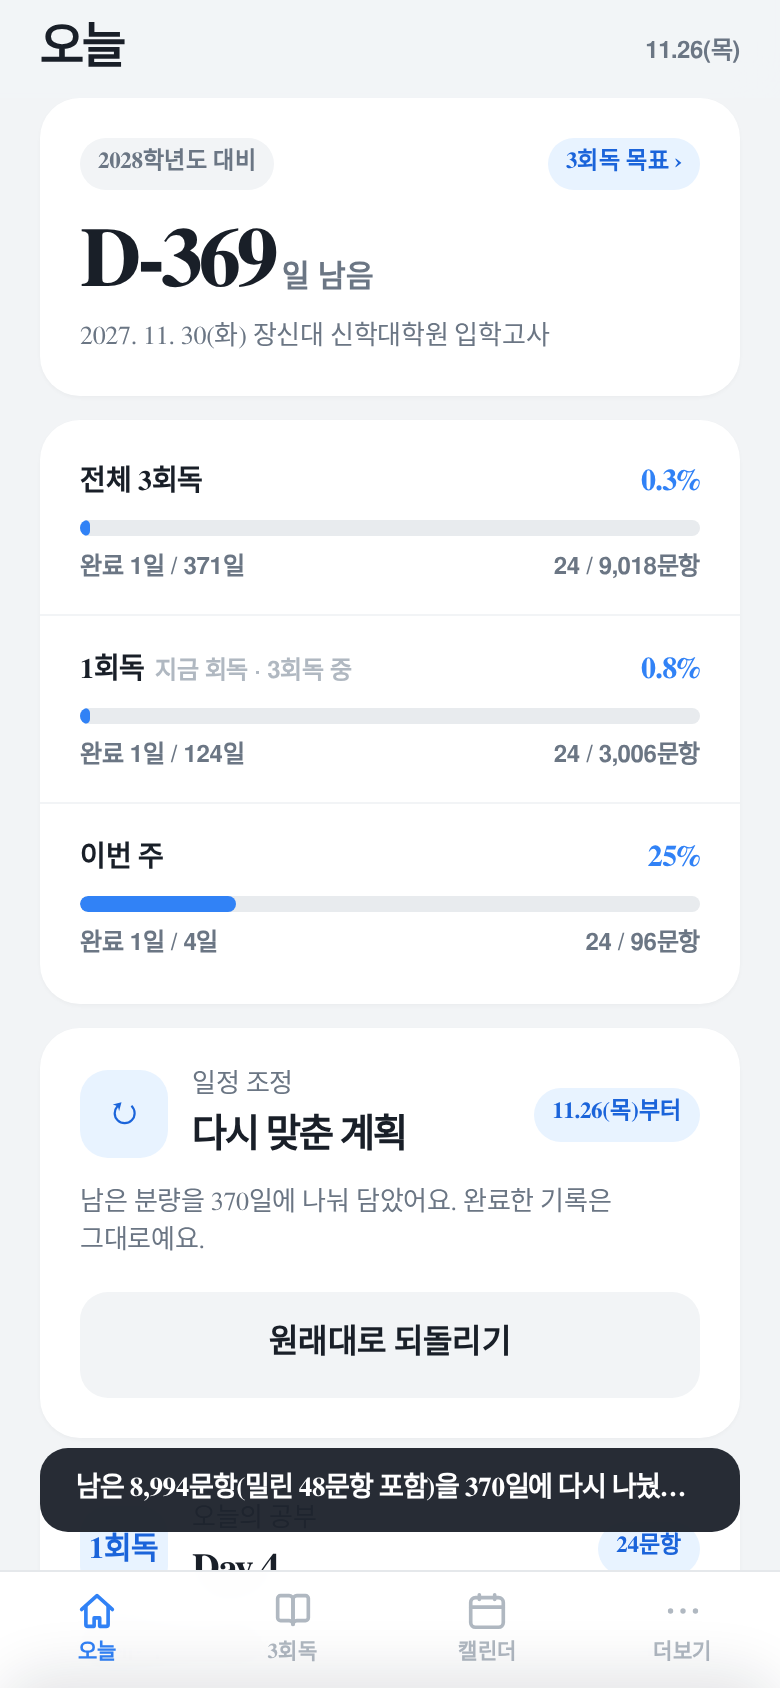 오늘
11.26(목)
2028학년도 대비
3회독 목표 ›
D-369일 남음
2027. 11. 30(화) 장신대 신학대학원 입학고사
전체 3회독
0.3%
완료 1일 / 371일
24 / 9,018문항
1회독 지금 회독 · 3회독 중
0.8%
완료 1일 / 124일
24 / 3,006문항
이번 주
25%
완료 1일 / 4일
24 / 96문항
일정 조정
다시 맞춘 계획
11.26(목)부터
남은 분량을 370일에 나눠 담았어요. 완료한 기록은
그대로예요.
원래대로 되돌리기
남은 8,994문항(밀린 48문항 포함)을 370일에 다시 나눴...
오늘의 공부
1회독
Day 4
24문항
오늘
3회독
캘린더
더보기